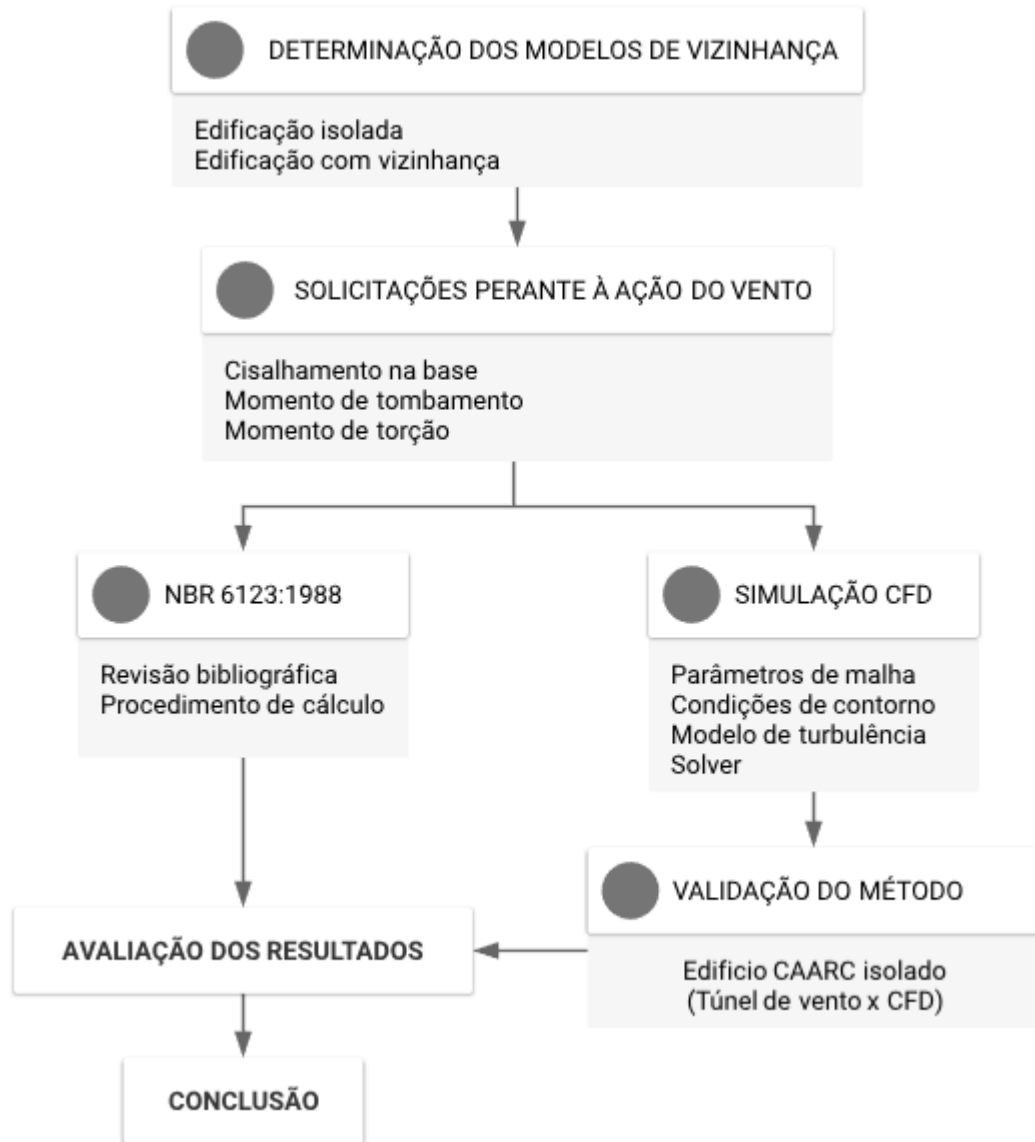 DETERMINAÇÃO DOS MODELOS DE VIZINHANÇA
Edificação isolada
Edificação com vizinhança
SOLICITAÇÕES PERANTE À AÇÃO DO VENTO
Cisalhamento na base
Momento de tombamento
Momento de torção
NBR 6123:1988
Revisão bibliográfica
Procedimento de cálculo
SIMULAÇÃO CFD
Parâmetros de malha
Condições de contorno
Modelo de turbulência
Solver
VALIDAÇÃO DO MÉTODO
Edificio CAARC isolado
(Túnel de vento x CFD)
AVALIAÇÃO DOS RESULTADOS
CONCLUSÃO